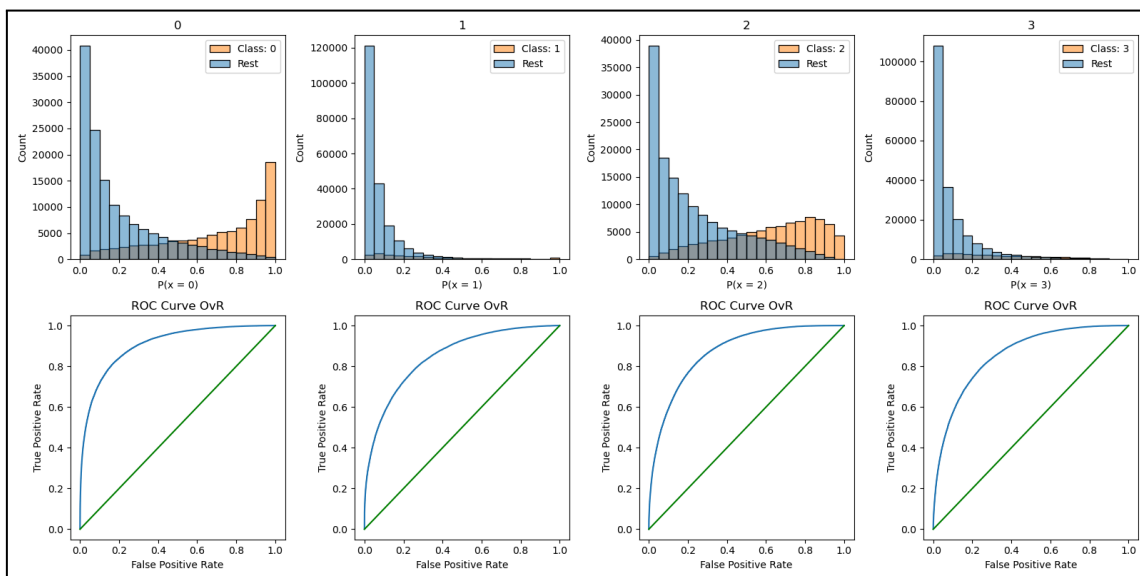 0
Class: 0
Rest
40000
35000
30000
25000
20000
15000
10000
5000
0
Count
0.0 0.2 0.4 0.6 0.8 1.0
P(x = 0)
1
Class: 1
Rest
120000
100000
80000
60000
40000
20000
0
Count
0.0 0.2 0.4 0.6 0.8 1.0
P(x = 1)
2
Class: 2
Rest
40000
35000
30000
25000
20000
15000
10000
5000
0
Count
0.0 0.2 0.4 0.6 0.8 1.0
P(x = 2)
3
Class: 3
Rest
100000
80000
60000
40000
20000
0
Count
0.0 0.2 0.4 0.6 0.8 1.0
P(x = 3)
ROC Curve OvR
1.0
0.8
0.6
0.4
0.2
0.0
True Positive Rate
0.0 0.2 0.4 0.6 0.8 1.0
False Positive Rate
ROC Curve OvR
1.0
0.8
0.6
0.4
0.2
0.0
True Positive Rate
0.0 0.2 0.4 0.6 0.8 1.0
False Positive Rate
ROC Curve OvR
1.0
0.8
0.6
0.4
0.2
0.0
True Positive Rate
0.0 0.2 0.4 0.6 0.8 1.0
False Positive Rate
ROC Curve OvR
1.0
0.8
0.6
0.4
0.2
0.0
True Positive Rate
0.0 0.2 0.4 0.6 0.8 1.0
False Positive Rate